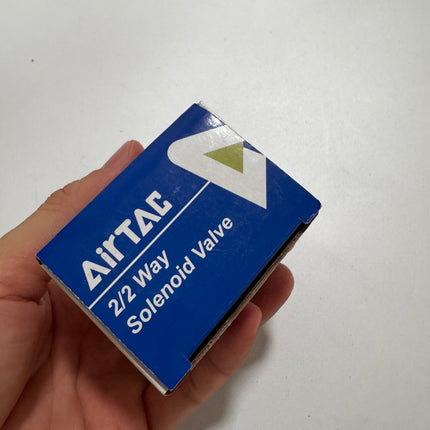 AirTAC
2/2 Way
Solenoid Valve